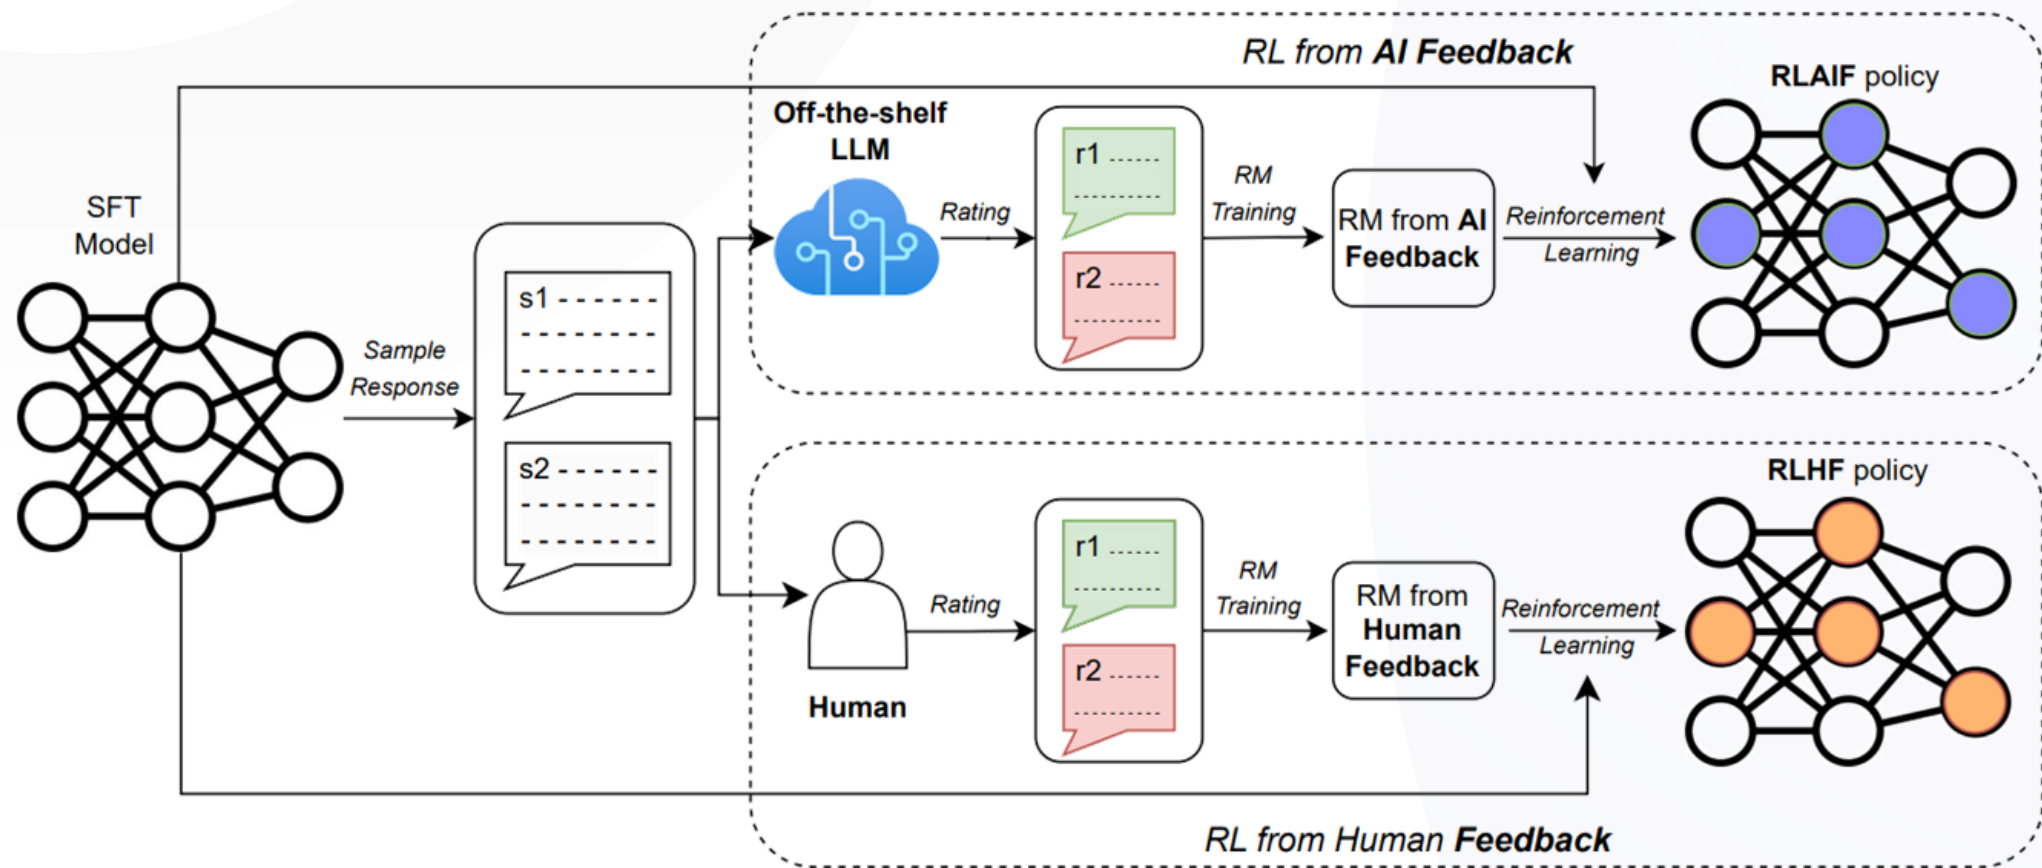 SFT
Model
Sample
Response
s1
s2
RL from AI Feedback
Off-the-shelf
LLM
Rating
r1
r2
RM
Training
RM from AI
Feedback
Reinforcement
Learning
RLAIF policy
Human
Rating
r1
r2
RM
Training
RM from
Human
Feedback
Reinforcement
Learning
RLHF policy
RL from Human Feedback